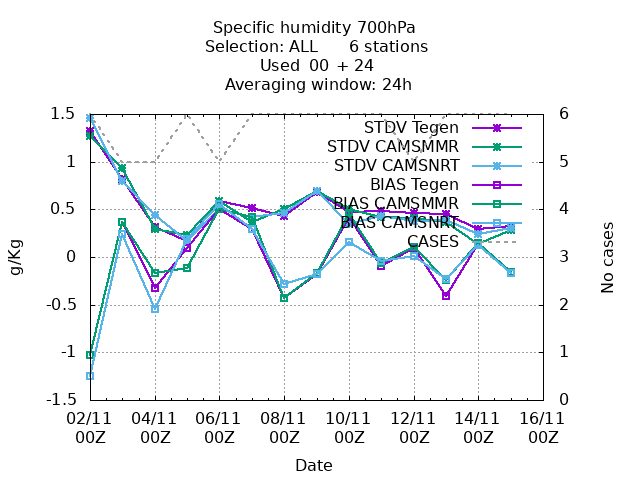 Specific humidity 700hPa
Selection: ALL 6 stations
Used 00 + 24
Averaging window: 24h
1.5
1
0.5
0
-0.5
-1
-1.5
g/Kg
6
5
4
3
2
1
0
No cases
STDV Tegen
STDV CAMSMMR
STDV CAMSNRT
BIAS Tegen
BIAS CAMSMMR
BIAS CAMSNRT
CASES
02/11 04/11 06/11 08/11 10/11 12/11 14/11 16/11
00Z 00Z 00Z 00Z 00Z 00Z 00Z 00Z
Date